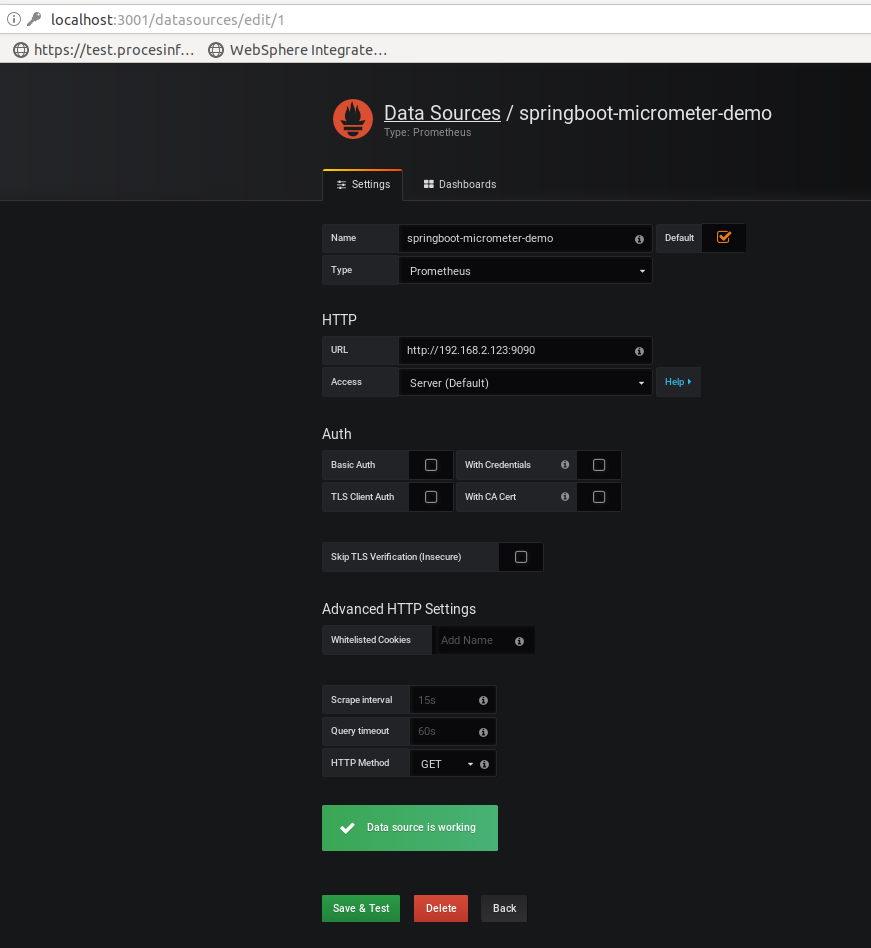 localhost:3001/datasources/edit/1
https://test.procesinf… WebSphere Integrate…
Data Sources / springboot-micrometer-demo
Type: Prometheus
Settings Dashboards
Name springboot-micrometer-demo Default
Type Prometheus
HTTP
URL http://192.168.2.123:9090
Access Server (Default) Help
Auth
Basic Auth With Credentials
TLS Client Auth With CA Cert
Skip TLS Verification (Insecure)
Advanced HTTP Settings
Whitelisted Cookies Add Name
Scrape interval 15s
Query timeout 60s
HTTP Method GET
Data source is working
Save & Test Delete Back